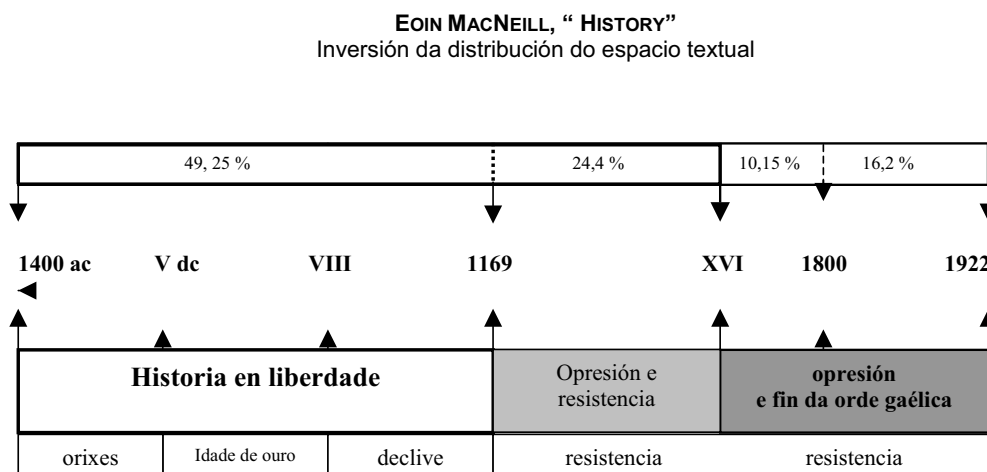 EOIN MACNEILL, “ HISTORY”
Inversión da distribución do espacio textual
49, 25 % 24,4 % 10,15 % 16,2 %
1400 ac V dc VIII 1169 XVI 1800 1922
Historia en liberdade
Opresión e
resistencia
opresión
e fin da orde gaélica
orixes Idade de ouro declive resistencia resistencia